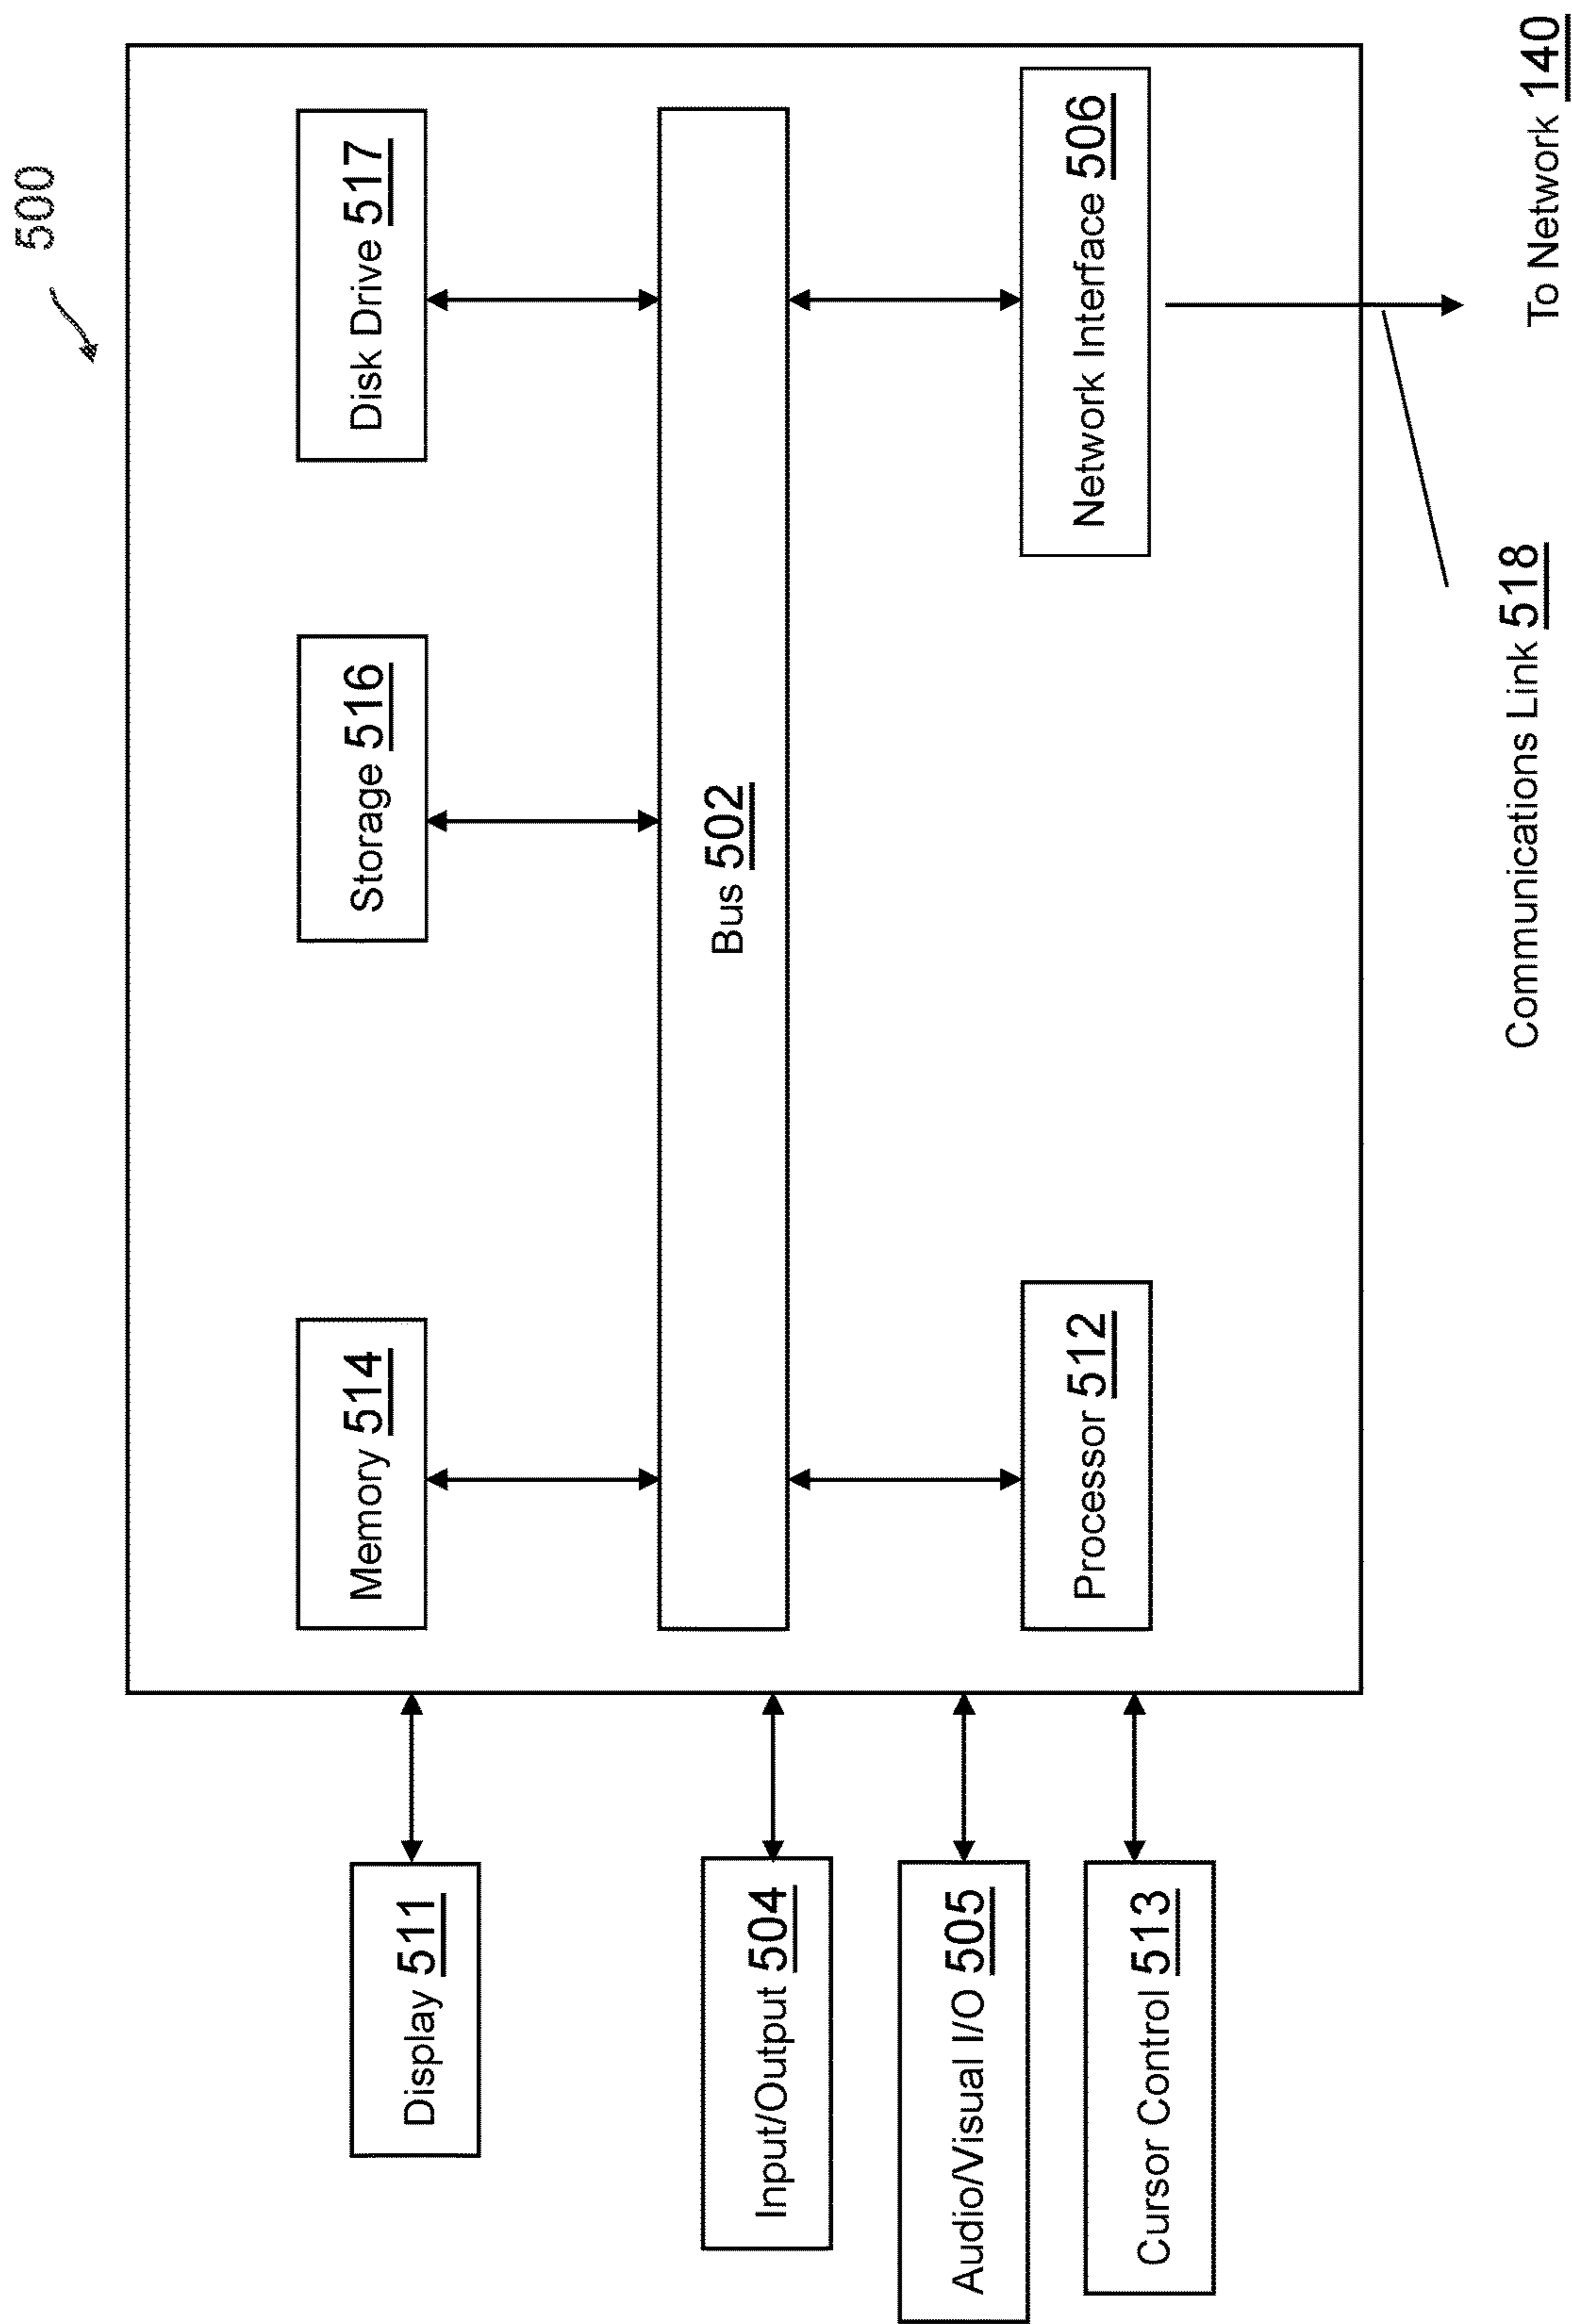 500
Display 511
Memory 514
Storage 516
Disk Drive 517
Input/Output 504
Bus 502
Audio/Visual I/O 505
Cursor Control 513
Processor 512
Network Interface 506
Communications Link 518
To Network 140